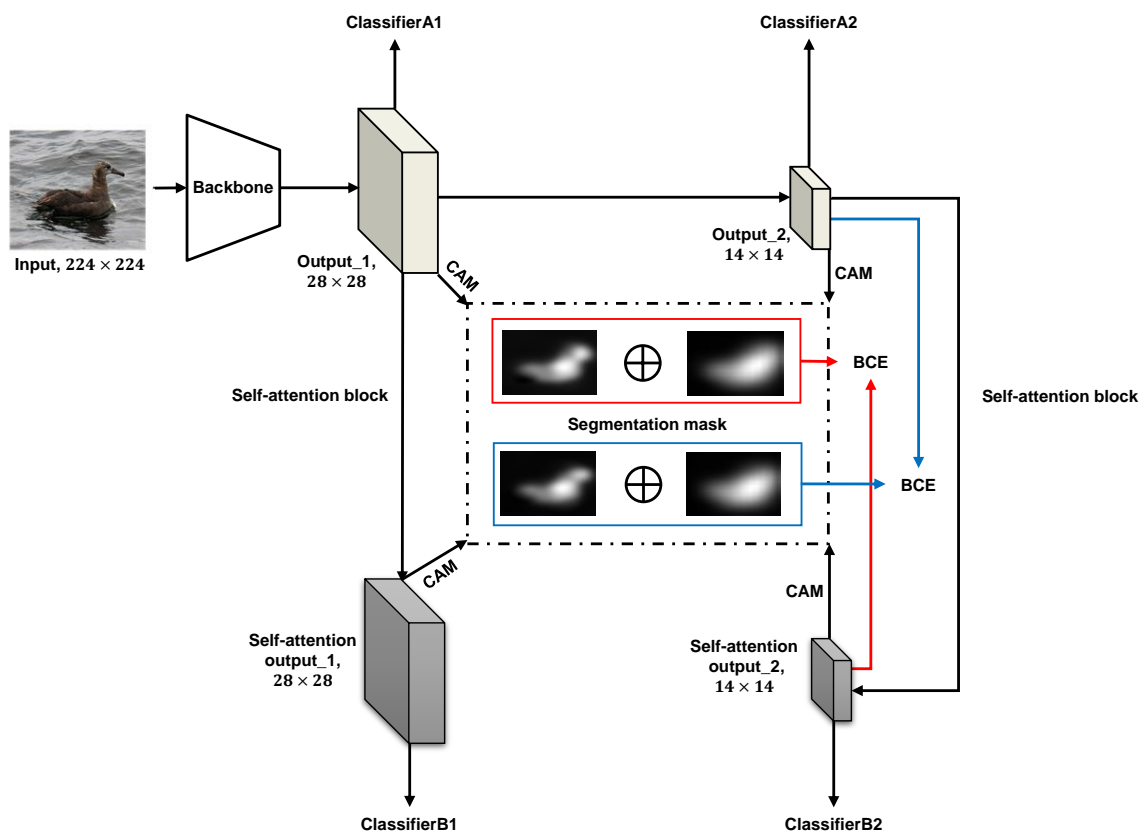 ClassifierA1
ClassifierA2
Backbone
Input, 224 × 224
Output_1,
28 × 28
CAM
Output_2,
14 × 14
CAM
BCE
Self-attention block
Segmentation mask
Self-attention block
BCE
CAM
CAM
Self-attention
output_1,
28 × 28
Self-attention
output_2,
14 × 14
ClassifierB1
ClassifierB2